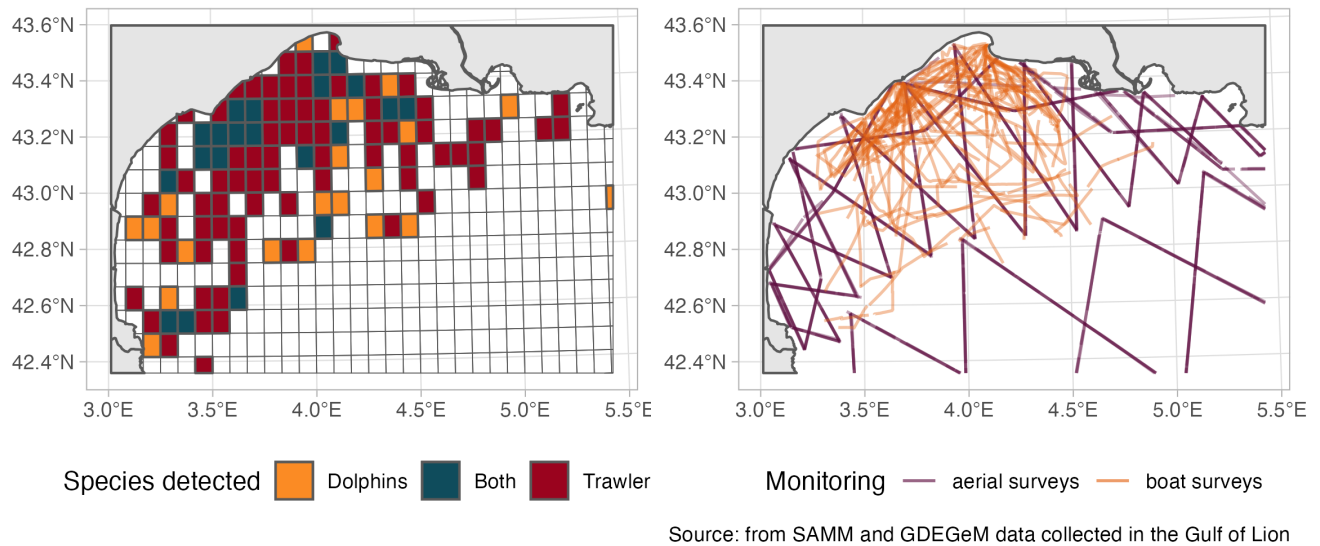 43.6°N
43.4°N
43.2°N
43.0°N
42.8°N
42.6°N
42.4°N
3.0°E 3.5°E 4.0°E 4.5°E 5.0°E 5.5°E
43.6°N
43.4°N
43.2°N
43.0°N
42.8°N
42.6°N
42.4°N
3.0°E 3.5°E 4.0°E 4.5°E 5.0°E 5.5°E
Species detected Dolphins Both Trawler
Monitoring aerial surveys boat surveys
Source: from SAMM and GDEGeM data collected in the Gulf of Lion